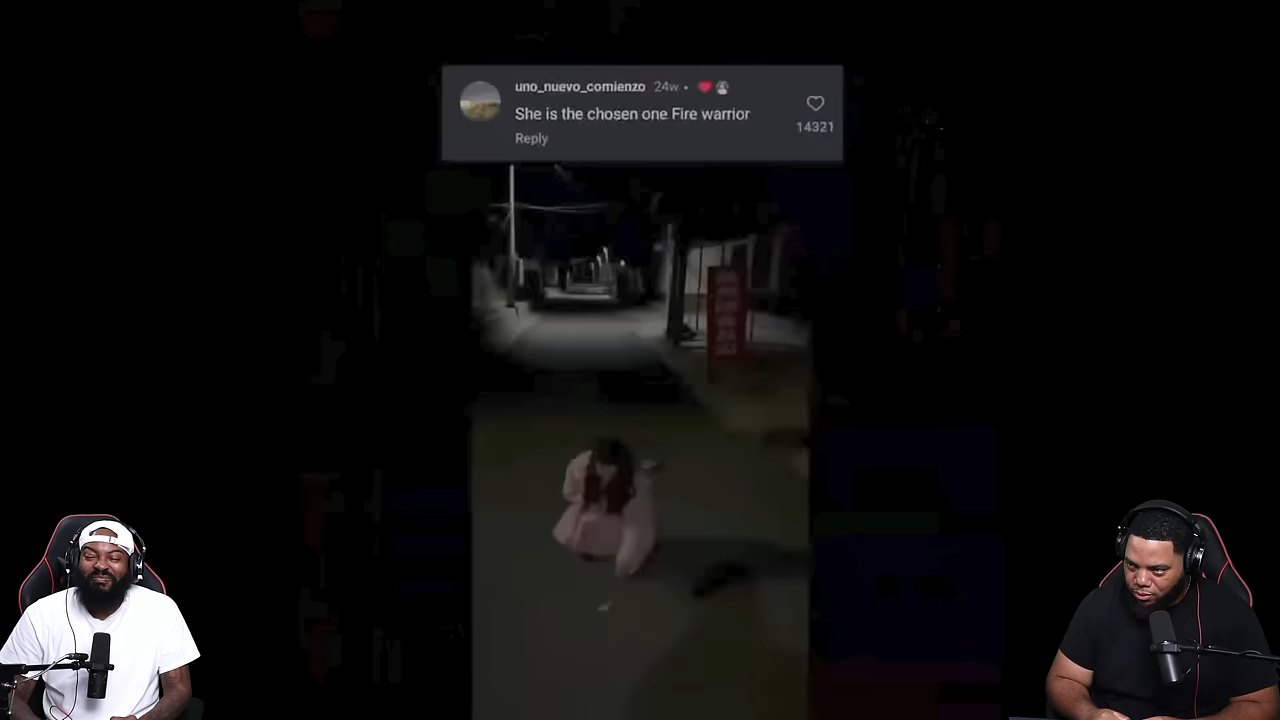 uno_nuevo_comienzo 24w •
She is the chosen one Fire warrior
14321
Reply